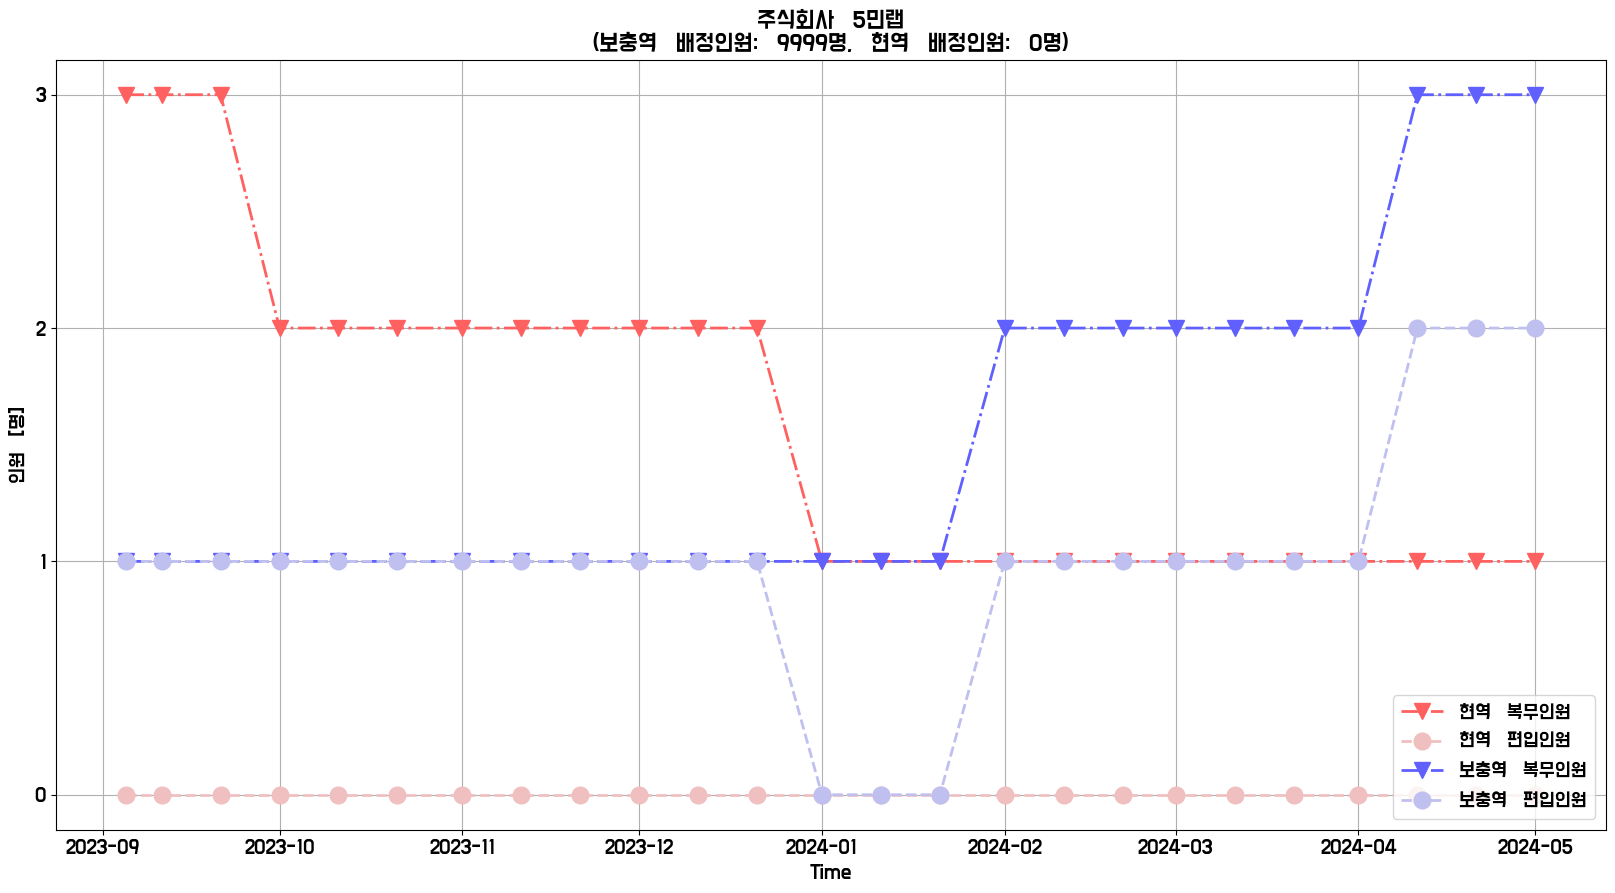 주식회사 5민랩
(보충역 배정인원: 9999명, 현역 배정인원: 0명)
인원 [명]
3
2
1
0
2023-09 2023-10 2023-11 2023-12 2024-01 2024-02 2024-03 2024-04 2024-05
Time
현역 복무인원
현역 편입인원
보충역 복무인원
보충역 편입인원